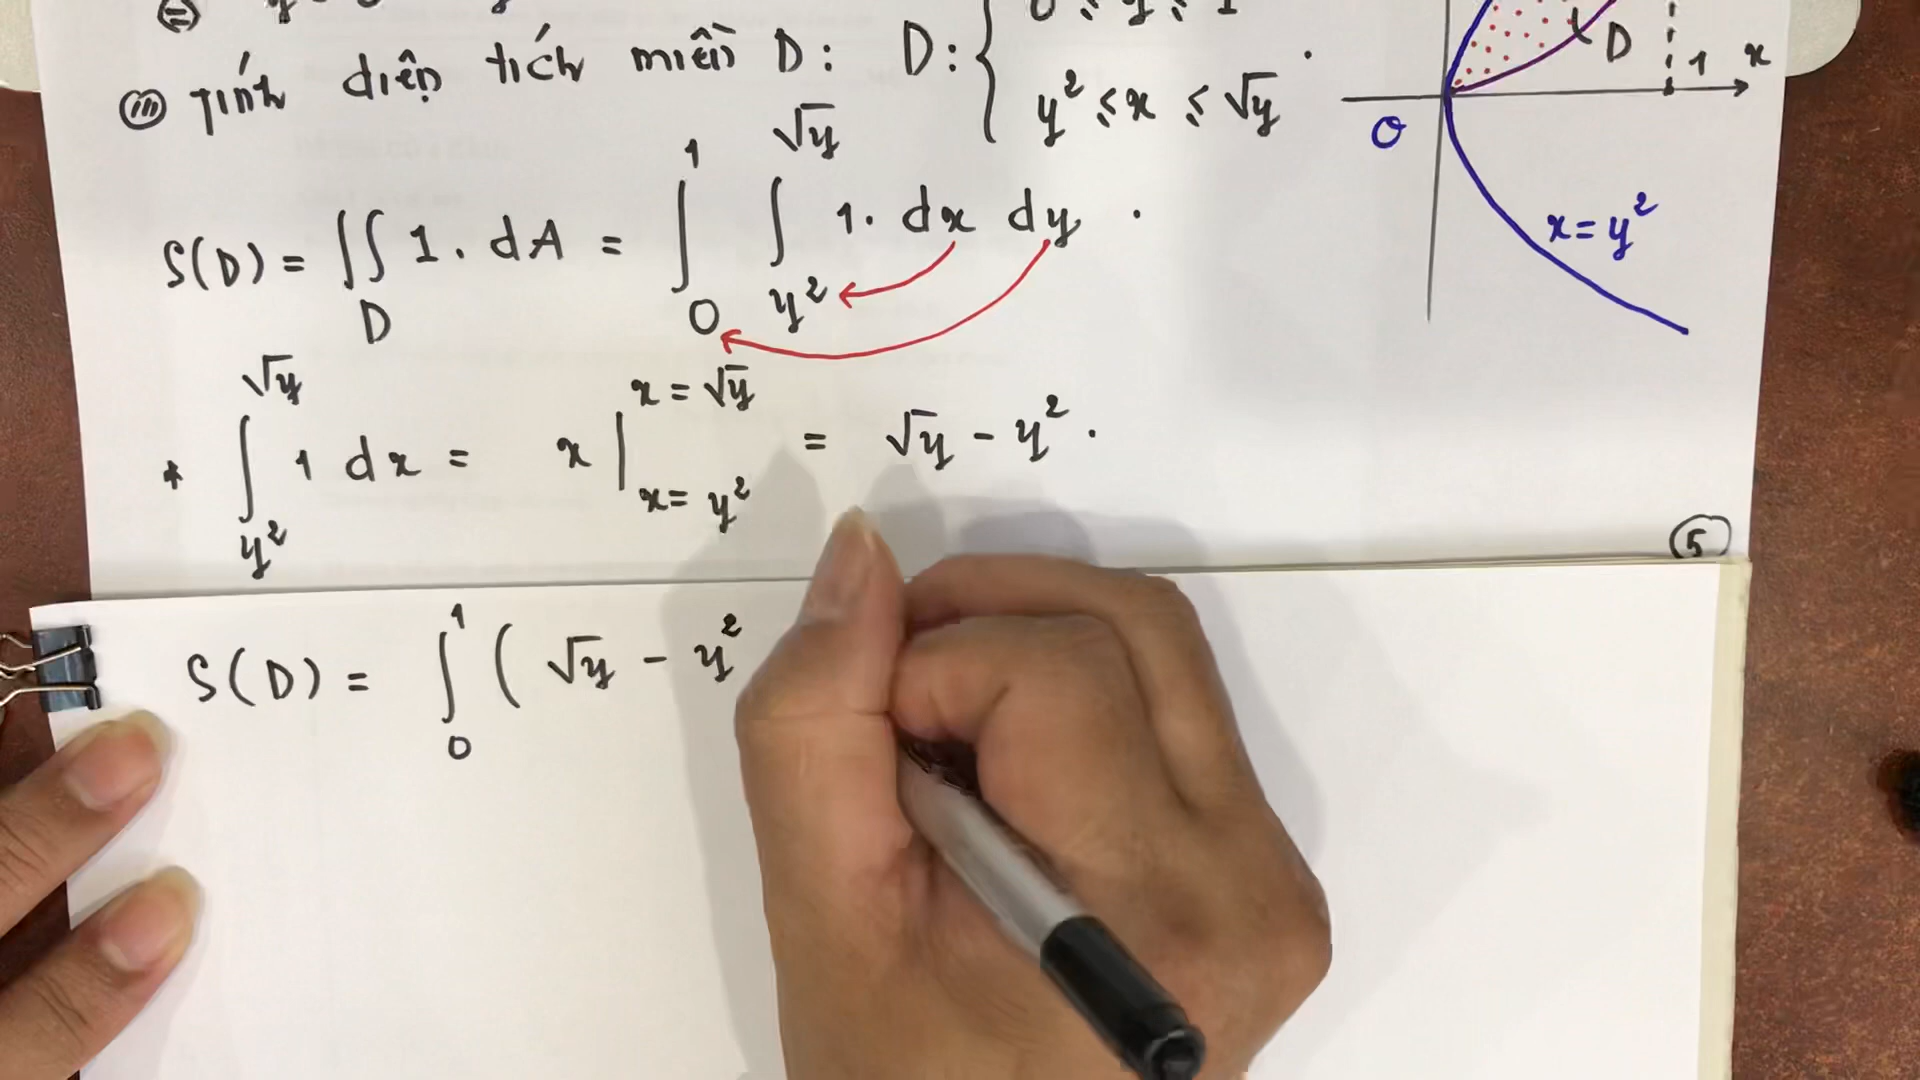 0 ≤ y ≤ 1
(iii) Tính diện tích miền D: D: { y² ≤ x ≤ √y .
D 1 x
0
x = y²
S(D) = ∬_D 1. dA = ∫_0^1 ∫_{y²}^{√y} 1. dx dy .
* ∫_{y²}^{√y} 1 dx = x |_{x = y²}^{x = √y} = √y - y² .
5
S(D) = ∫_0^1 ( √y - y²